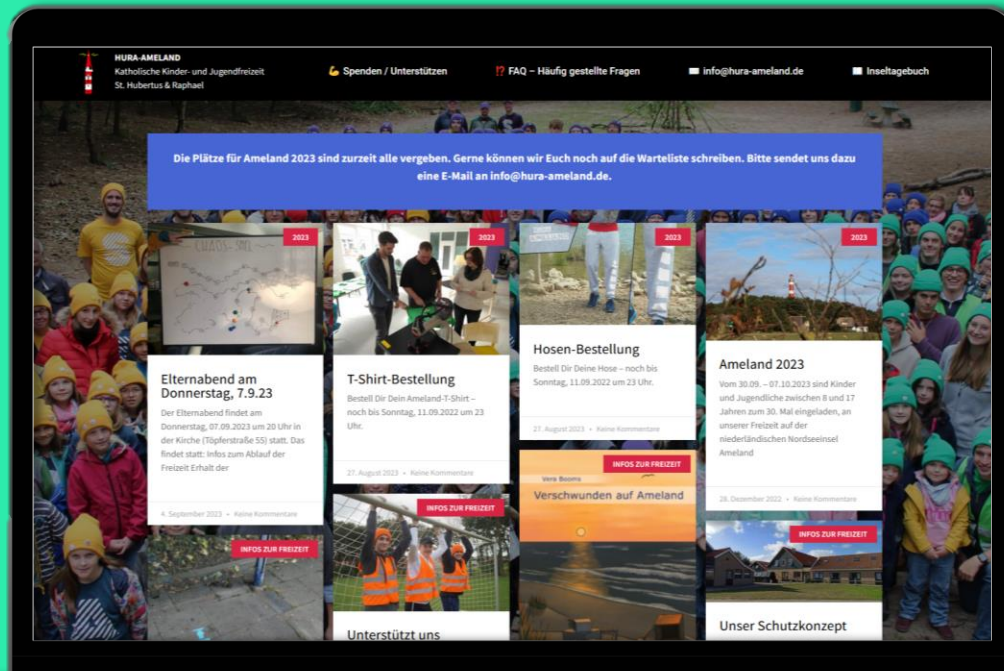 HURA-AMELAND
Katholische Kinder- und Jugendfreizeit
St. Hubertus & Raphael
Spenden / Unterstützen
FAQ – Häufig gestellte Fragen
info@hura-ameland.de
Inseltagebuch
Die Plätze für Ameland 2023 sind zurzeit alle vergeben. Gerne können wir Euch noch auf die Warteliste schreiben. Bitte sendet uns dazu
eine E-Mail an info@hura-ameland.de.
2023
CHAOS-SPIEL
Elternabend am
Donnerstag, 7.9.23
Der Elternabend findet am
Donnerstag, 07.09.2023 um 20 Uhr in
der Kirche (Töpferstraße 55) statt. Das
findet statt: Infos zum Ablauf der
Freizeit Erhalt der
4. September 2023 • Keine Kommentare
INFOS ZUR FREIZEIT
2023
T-Shirt-Bestellung
Bestell Dir Dein Ameland-T-Shirt –
noch bis Sonntag, 11.09.2022 um 23
Uhr.
27. August 2023 • Keine Kommentare
INFOS ZUR FREIZEIT
Unterstützt uns
2023
Hosen-Bestellung
Bestell Dir Deine Hose – noch bis
Sonntag, 11.09.2022 um 23 Uhr.
27. August 2023 • Keine Kommentare
INFOS ZUR FREIZEIT
Vera Booms
Verschwunden auf Ameland
2023
Ameland 2023
Vom 30.09. – 07.10.2023 sind Kinder
und Jugendliche zwischen 8 und 17
Jahren zum 30. Mal eingeladen, an
unserer Freizeit auf der
niederländischen Nordseeinsel
Ameland
28. Dezember 2022 • Keine Kommentare
INFOS ZUR FREIZEIT
Unser Schutzkonzept